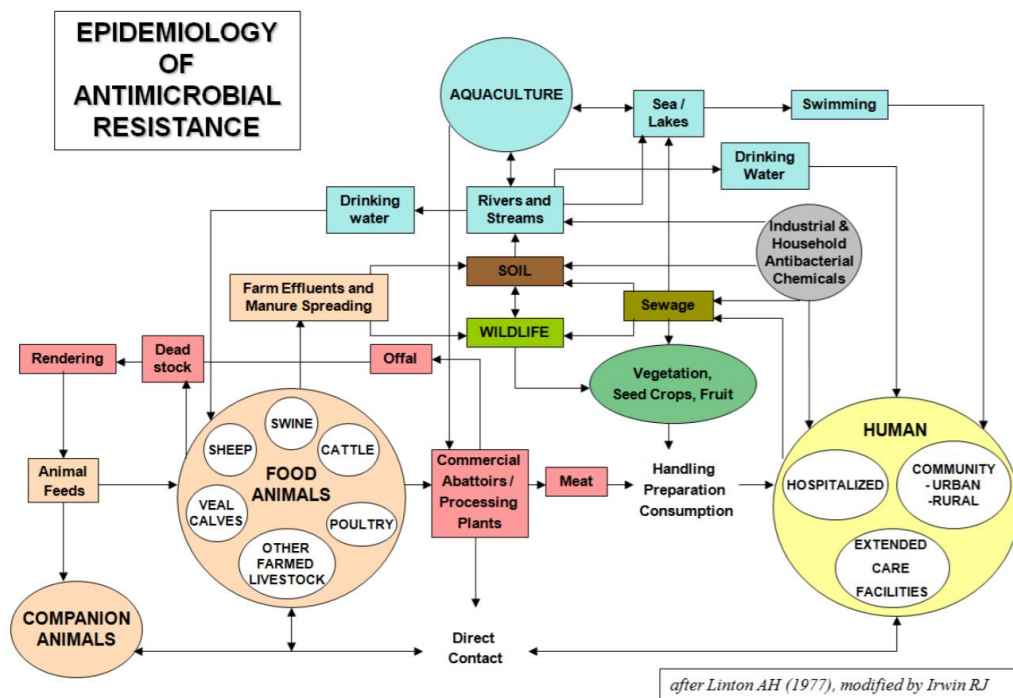 EPIDEMIOLOGY
OF
ANTIMICROBIAL
RESISTANCE
AQUACULTURE
Sea /
Lakes
Swimming
Drinking
Water
Drinking
water
Rivers and
Streams
Industrial &
Household
Antibacterial
Chemicals
SOIL
Farm Effluents and
Manure Spreading
Sewage
WILDLIFE
Rendering
Dead
stock
Offal
Vegetation,
Seed Crops, Fruit
SWINE
SHEEP
CATTLE
FOOD
ANIMALS
VEAL
CALVES
POULTRY
OTHER
FARMED
LIVESTOCK
Animal
Feeds
Commercial
Abattoirs /
Processing
Plants
Meat
Handling
Preparation
Consumption
HUMAN
HOSPITALIZED
COMMUNITY
- URBAN
-RURAL
EXTENDED
CARE
FACILITIES
COMPANION
ANIMALS
Direct
Contact
after Linton AH (1977), modified by Irwin RJ